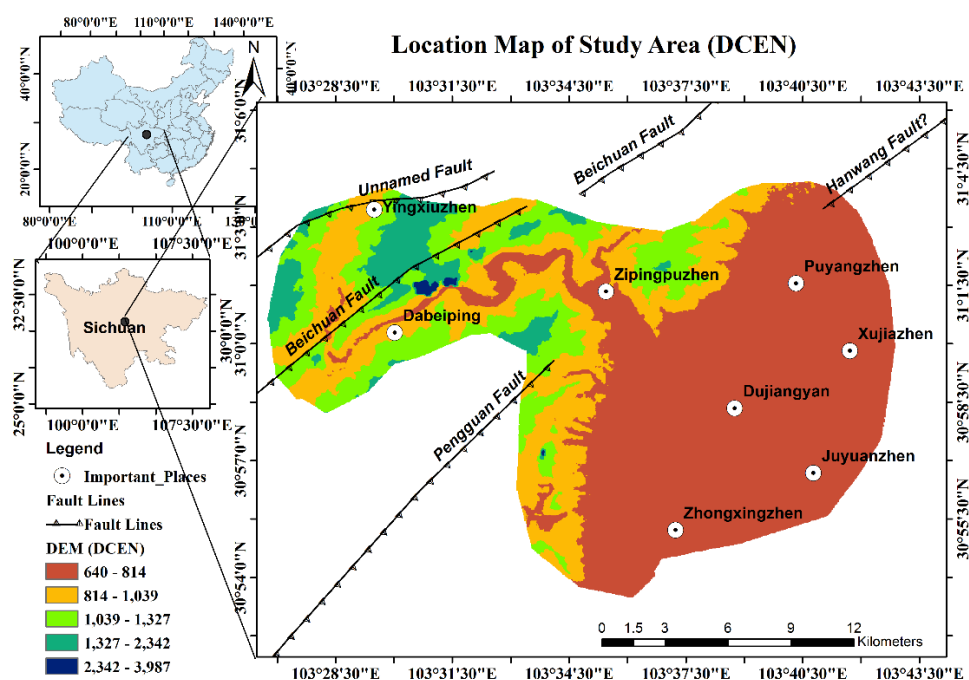 Location Map of Study Area (DCEN)
80°0'0"E 110°0'0"E 140°0'0"E
N
40°0'0"N
20°0'0"N
40°0'0"N
80°0'0"E 110°0'0"E
100°0'0"E 107°30'0"E
32°30'0"N
25°0'0"N
30°0'0"N
Sichuan
100°0'0"E 107°30'0"E
103°28'30"E 103°31'30"E 103°34'30"E 103°37'30"E 103°40'30"E 103°43'30"E
31°6'0"N
31°3'0"N
31°0'0"N
30°57'0"N
30°54'0"N
31°4'30"N
31°1'30"N
30°58'30"N
30°55'30"N
Unnamed Fault
Beichuan Fault
Hanwang Fault?
Yingxiuzhen
Zipingpuzhen
Puyangzhen
Beichuan Fault
Dabeiping
Xujiazhen
Pengguan Fault
Dujiangyan
Juyuanzhen
Zhongxingzhen
Legend
Important_Places
Fault Lines
Fault Lines
DEM (DCEN)
640 - 814
814 - 1,039
1,039 - 1,327
1,327 - 2,342
2,342 - 3,987
0 1.5 3 6 9 12
Kilometers
103°28'30"E 103°31'30"E 103°34'30"E 103°37'30"E 103°40'30"E 103°43'30"E